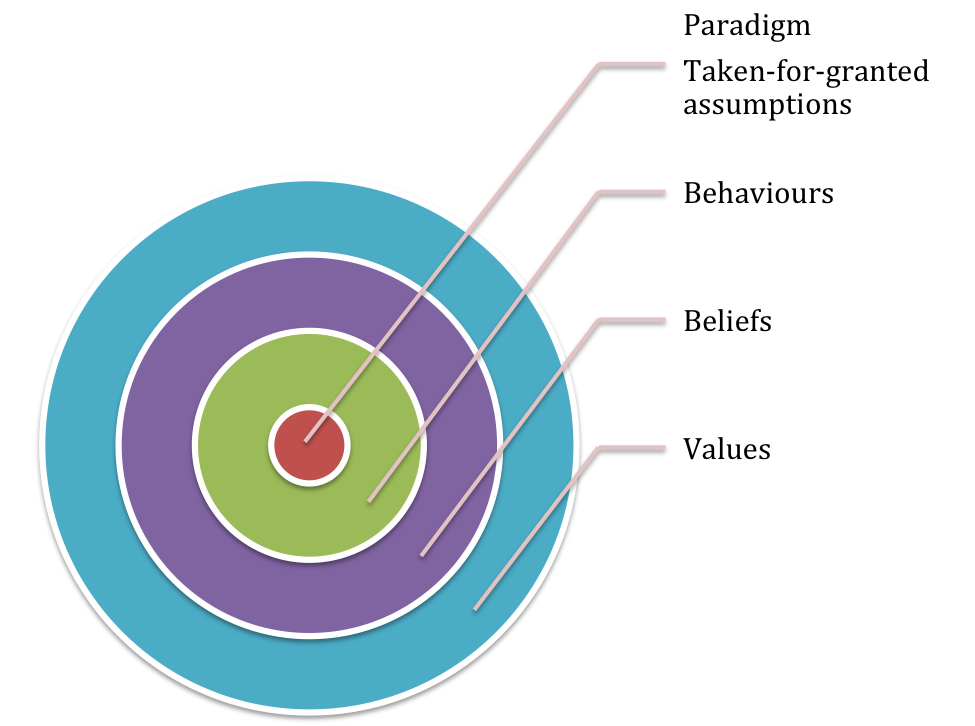 Paradigm
Taken-for-granted
assumptions
Behaviours
Beliefs
Values